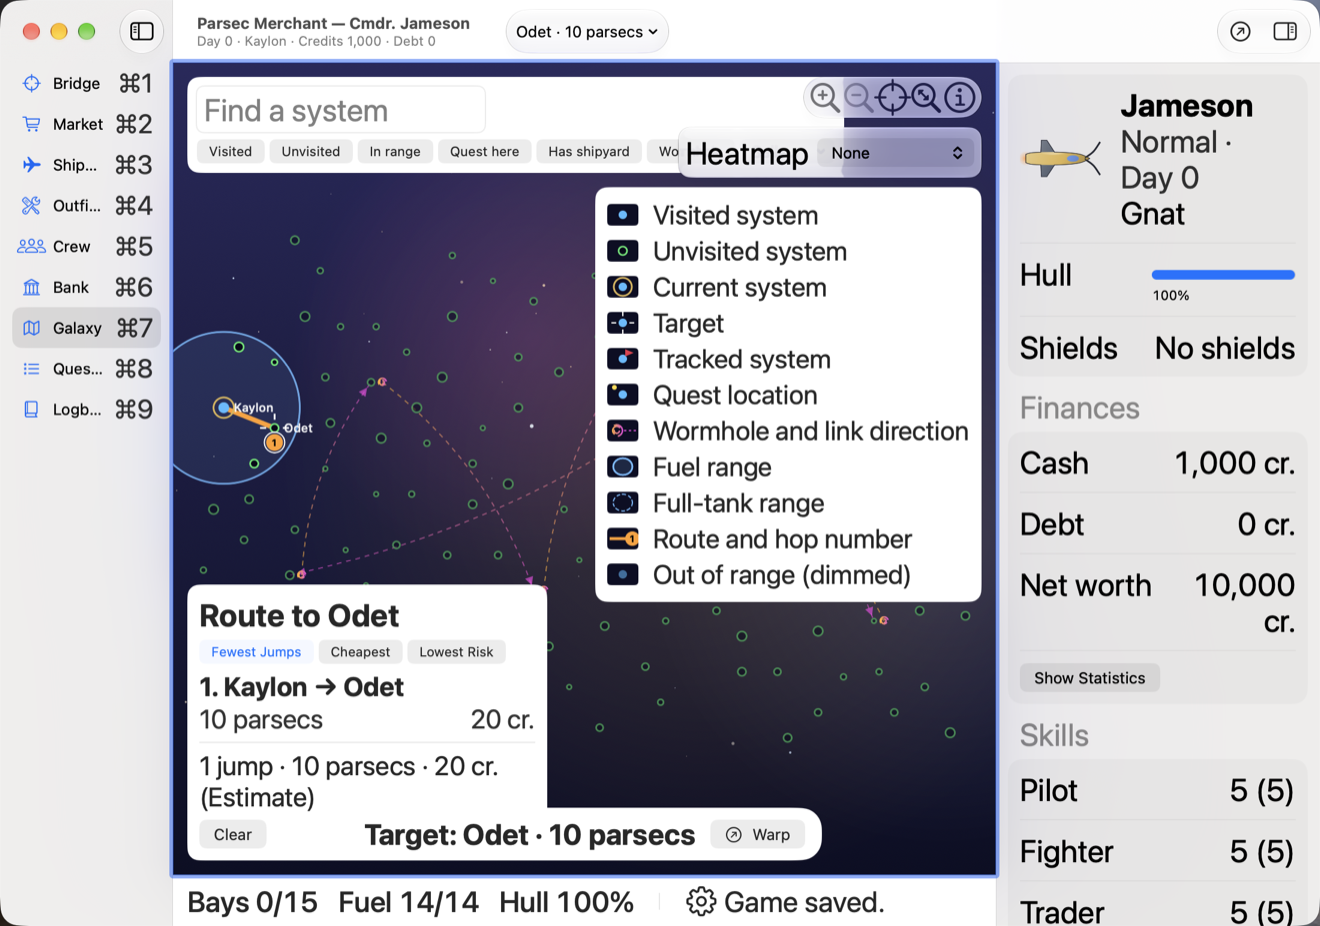 Parsec Merchant — Cmdr. Jameson
Day 0 · Kaylon · Credits 1,000 · Debt 0
Odet · 10 parsecs
Bridge ⌘1
Market ⌘2
Ship... ⌘3
Outfi... ⌘4
Crew ⌘5
Bank ⌘6
Galaxy ⌘7
Ques... ⌘8
Logb... ⌘9
Find a system
Visited Unvisited In range Quest here Has shipyard Wo
Heatmap None
Visited system
Unvisited system
Current system
Target
Tracked system
Quest location
Wormhole and link direction
Fuel range
Full-tank range
1 Route and hop number
Out of range (dimmed)
Kaylon
Odet
1
Route to Odet
Fewest Jumps Cheapest Lowest Risk
1. Kaylon → Odet
10 parsecs 20 cr.
1 jump · 10 parsecs · 20 cr.
(Estimate)
Clear
Target: Odet · 10 parsecs Warp
Bays 0/15 Fuel 14/14 Hull 100% Game saved.
Jameson
Normal ·
Day 0
Gnat
Hull
100%
Shields No shields
Finances
Cash 1,000 cr.
Debt 0 cr.
Net worth 10,000
cr.
Show Statistics
Skills
Pilot 5 (5)
Fighter 5 (5)
Trader 5 (5)